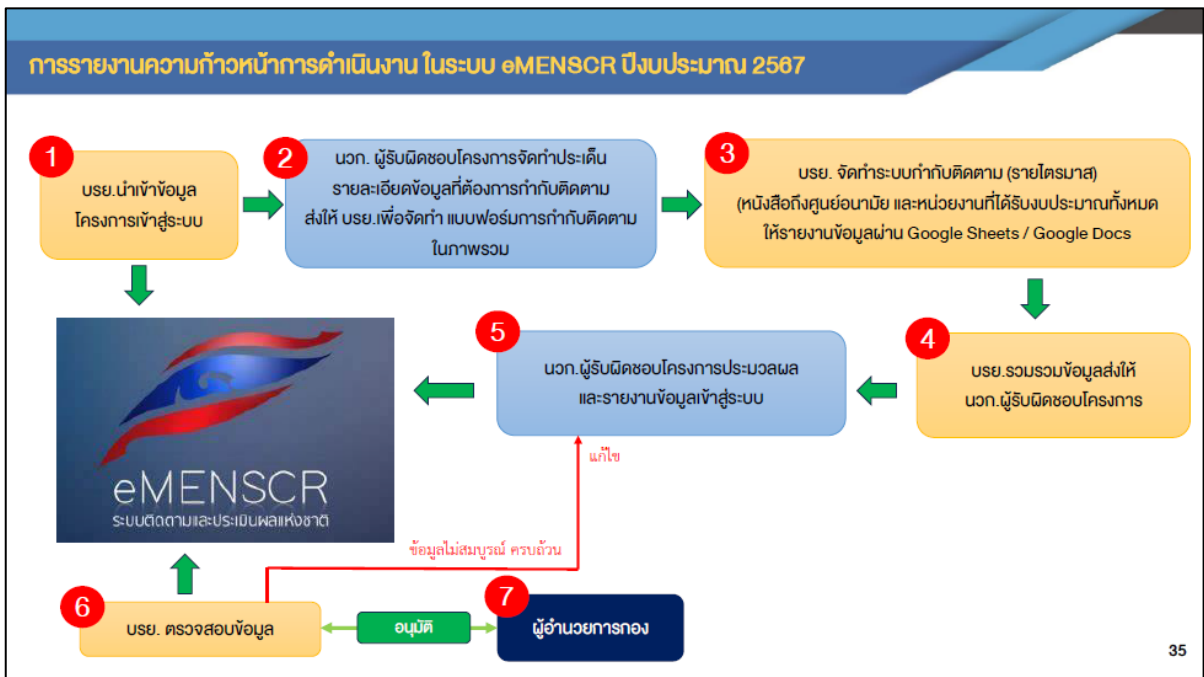 การรายงานความก้าวหน้าการดำเนินงาน ในระบบ eMENSCR ปีงบประมาณ 2567
1
บรย.นำเข้าข้อมูล
โครงการเข้าสู่ระบบ
2
นวก. ผู้รับผิดชอบโครงการจัดทำประเด็น
รายละเอียดข้อมูลที่ต้องการกำกับติดตาม
ส่งให้ บรย.เพื่อจัดทำ แบบฟอร์มการกำกับติดตาม
ในภาพรวม
3
บรย. จัดทำระบบกำกับติดตาม (รายไตรมาส)
(หนังสือถึงศูนย์อนามัย และหน่วยงานที่ได้รับงบประมาณทั้งหมด
ให้รายงานข้อมูลผ่าน Google Sheets / Google Docs
4
บรย.รวมรวมข้อมูลส่งให้
นวก.ผู้รับผิดชอบโครงการ
5
นวก.ผู้รับผิดชอบโครงการประมวลผล
และรายงานข้อมูลเข้าสู่ระบบ
eMENSCR
ระบบติดตามและประเมินผลแห่งชาติ
แก้ไข
ข้อมูลไม่สมบูรณ์ ครบถ้วน
6
บรย. ตรวจสอบข้อมูล
อนุมัติ
7
ผู้อำนวยการกอง
35